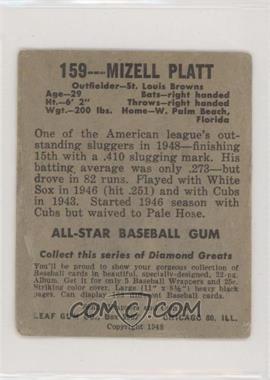 159---MIZELL PLATT
Outfielder—St. Louis Browns
Age—29 Bats—right handed
Ht.—6' 2" Throws—right handed
Wgt.—200 lbs. Home—W. Palm Beach,
Florida
One of the American league's out-
standing sluggers in 1948—finishing
15th with a .410 slugging mark. His
batting average was only .273—but
drove in 82 runs. Played with White
Sox in 1946 (hit .251) and with Cubs
in 1943. Started 1946 season with
Cubs but waived to Pale Hose.
ALL-STAR BASEBALL GUM
Collect this series of Diamond Greats
You'll be proud to show your gorgeous collection of
Baseball cards in beautiful, specially-designed, 22-pg.
Album. Get it for only 5 Baseball Wrappers and 25c.
Striking color cover. Large (11" x 8½") heavy black
pages. Can display different Baseball cards.
LEAF GUM CHICAGO 80, ILL.
Copyright 1948